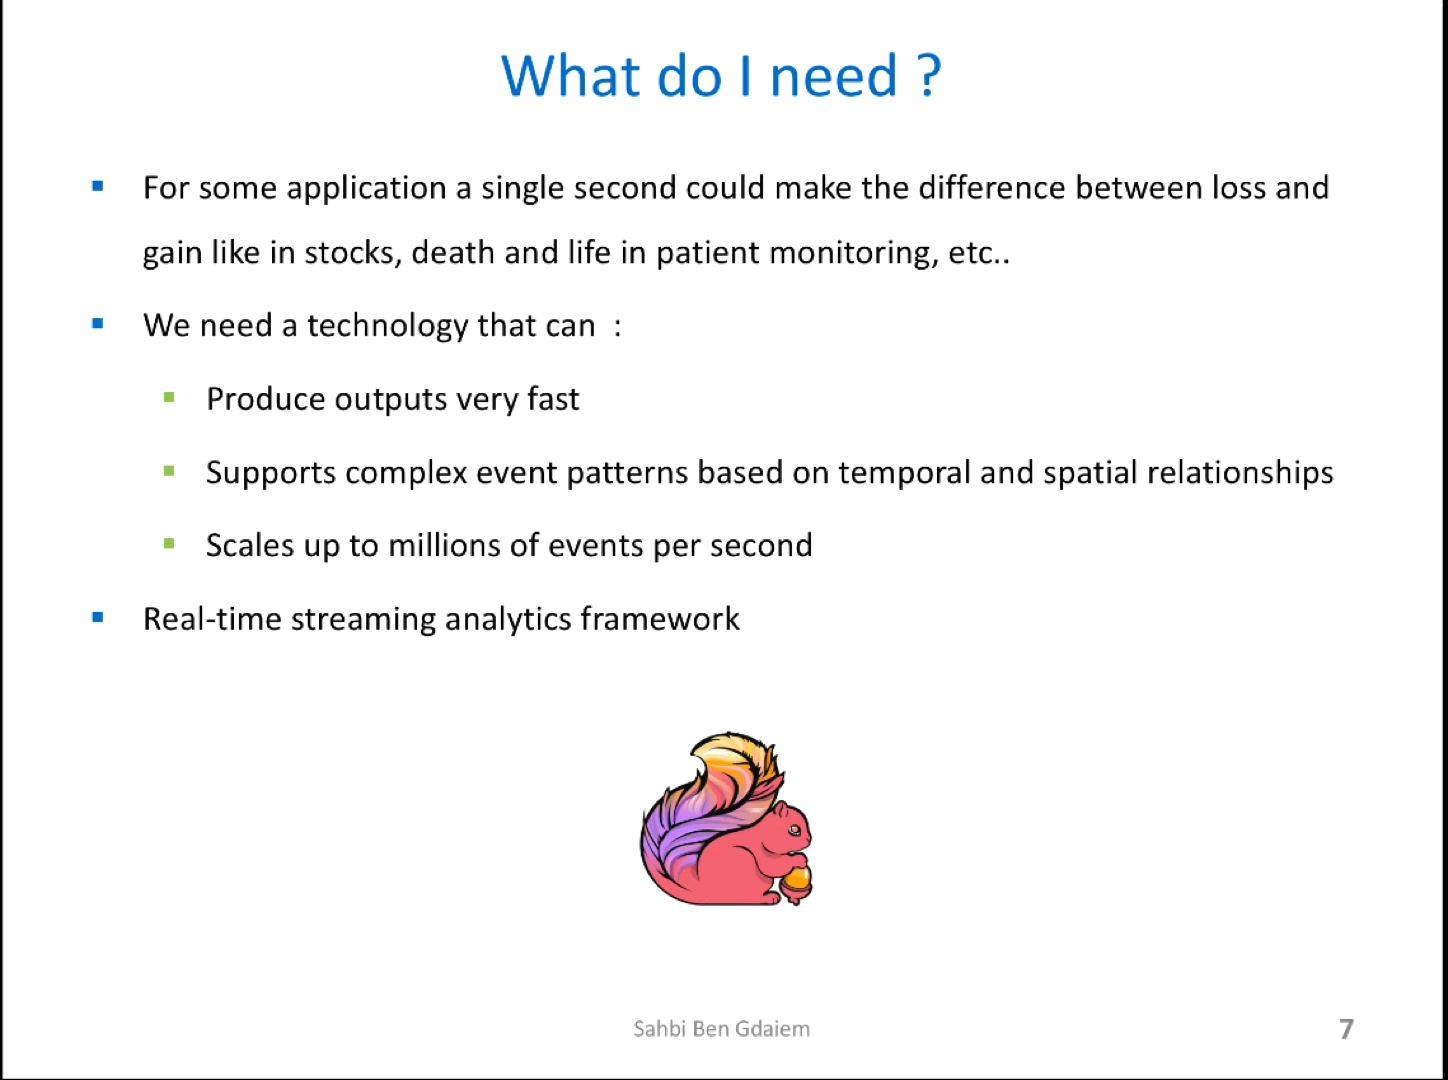 What do I need ?
For some application a single second could make the difference between loss and
gain like in stocks, death and life in patient monitoring, etc..
We need a technology that can  :
Produce outputs very fast
Supports complex event patterns based on temporal and spatial relationships
Scales up to millions of events per second
Real-time streaming analytics framework
Sahbi Ben Gdaiem
7